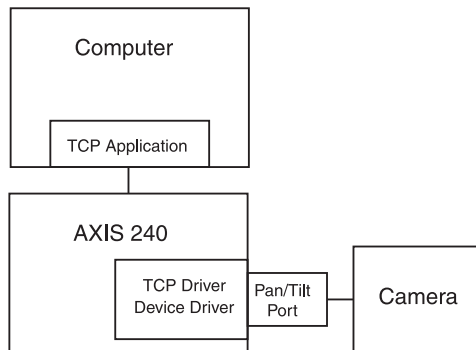 Computer
TCP Application
AXIS 240
TCP Driver
Device Driver
Pan/Tilt
Port
Camera